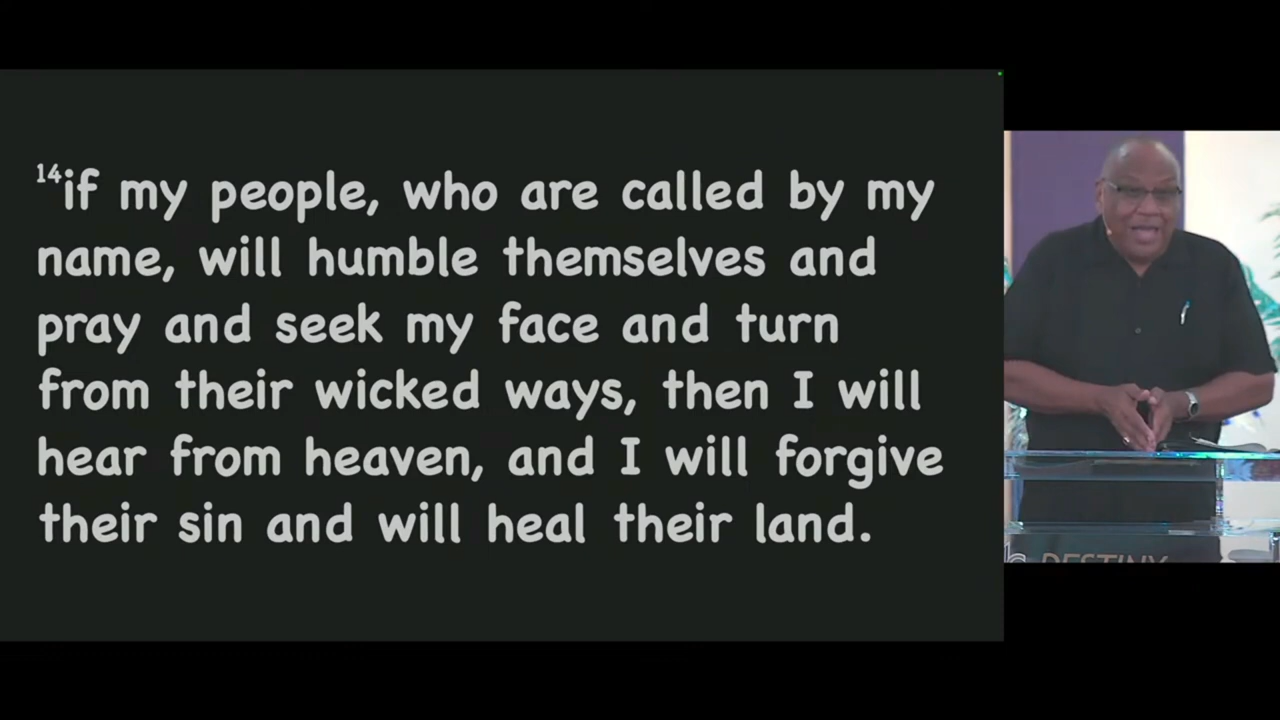 14if my people, who are called by my
name, will humble themselves and
pray and seek my face and turn
from their wicked ways, then I will
hear from heaven, and I will forgive
their sin and will heal their land.
DESTINY